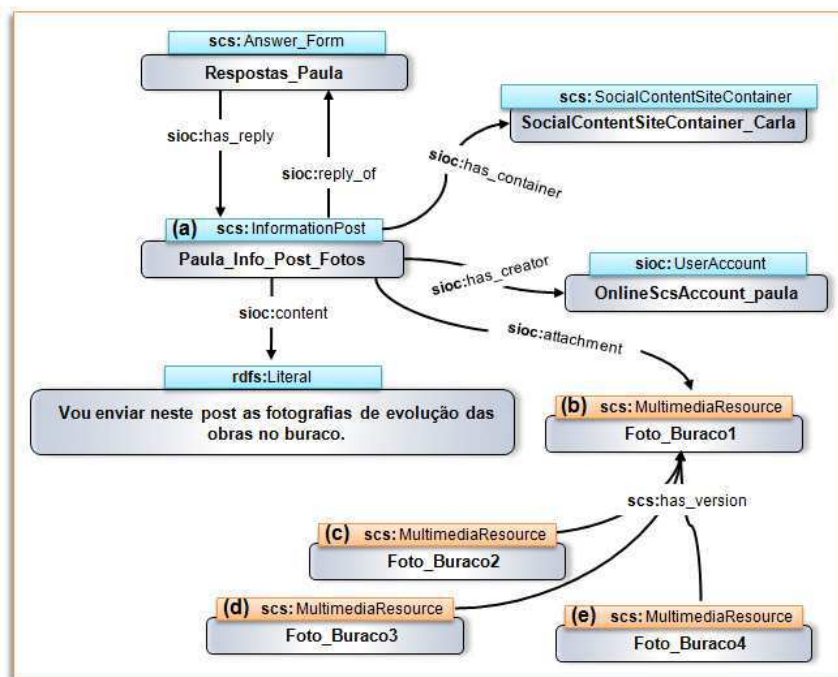 scs:Answer_Form
Respostas_Paula
scs:SocialContentSiteContainer
SocialContentSiteContainer_Carla
sioc:has_reply
sioc:reply_of
sioc:has_container
(a) scs:InformationPost
Paula_Info_Post_Fotos
sioc:has_creator
sioc:UserAccount
OnlineScsAccount_paula
sioc:content
sioc:attachment
rdfs:Literal
Vou enviar neste post as fotografias de evolução das
obras no buraco.
(b) scs:MultimediaResource
Foto_Buraco1
scs:has_version
(c) scs:MultimediaResource
Foto_Buraco2
(d) scs:MultimediaResource
Foto_Buraco3
(e) scs:MultimediaResource
Foto_Buraco4